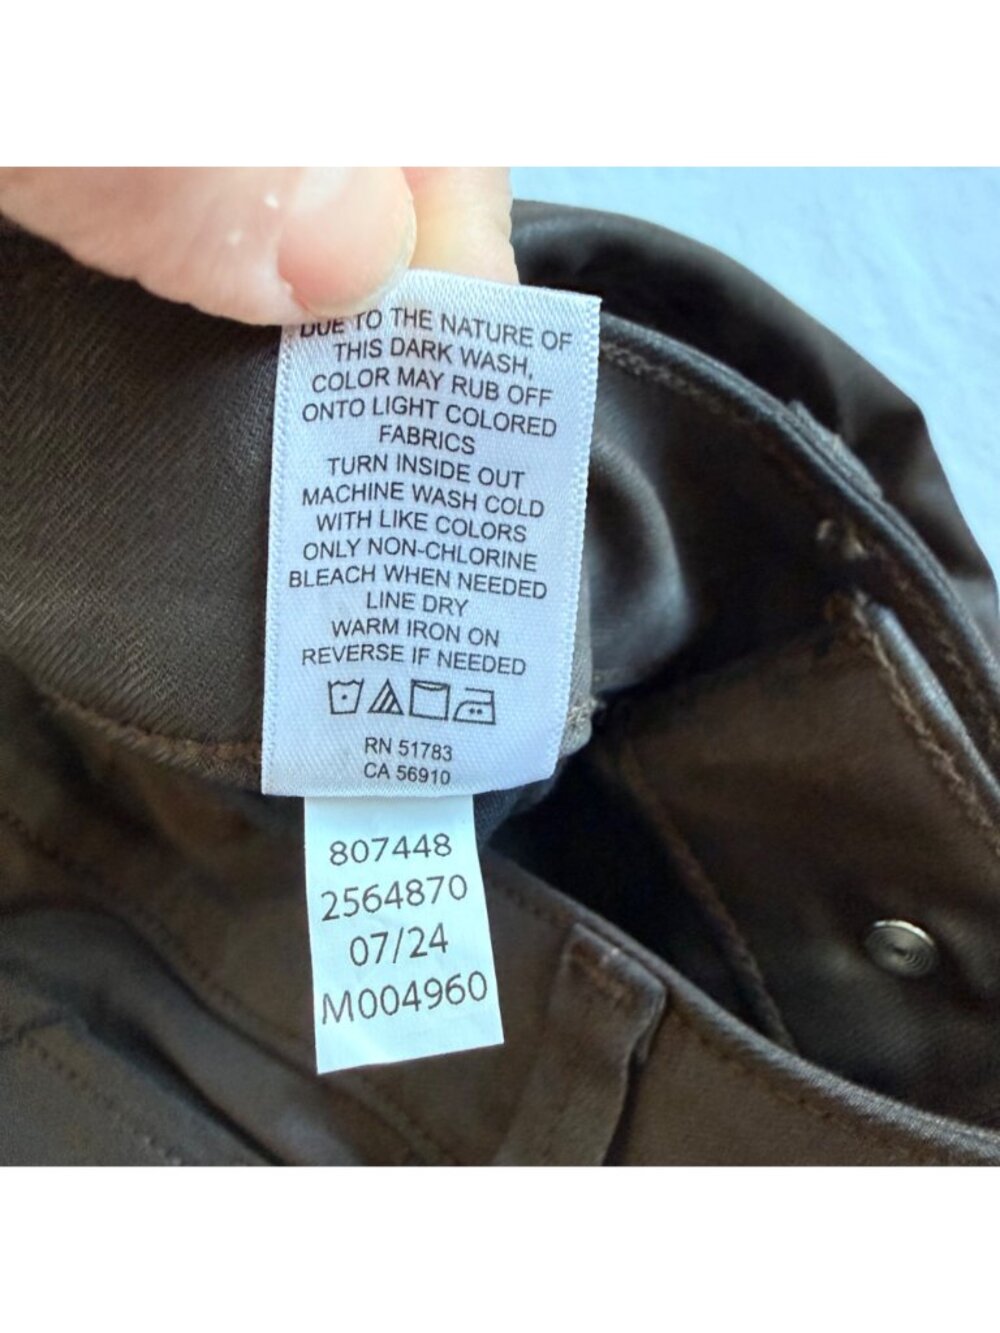 DUE TO THE NATURE OF
THIS DARK WASH,
COLOR MAY RUB OFF
ONTO LIGHT COLORED
FABRICS
TURN INSIDE OUT
MACHINE WASH COLD
WITH LIKE COLORS
ONLY NON-CHLORINE
BLEACH WHEN NEEDED
LINE DRY
WARM IRON ON
REVERSE IF NEEDED
RN 51783
CA 56910
807448
2564870
07/24
M004960